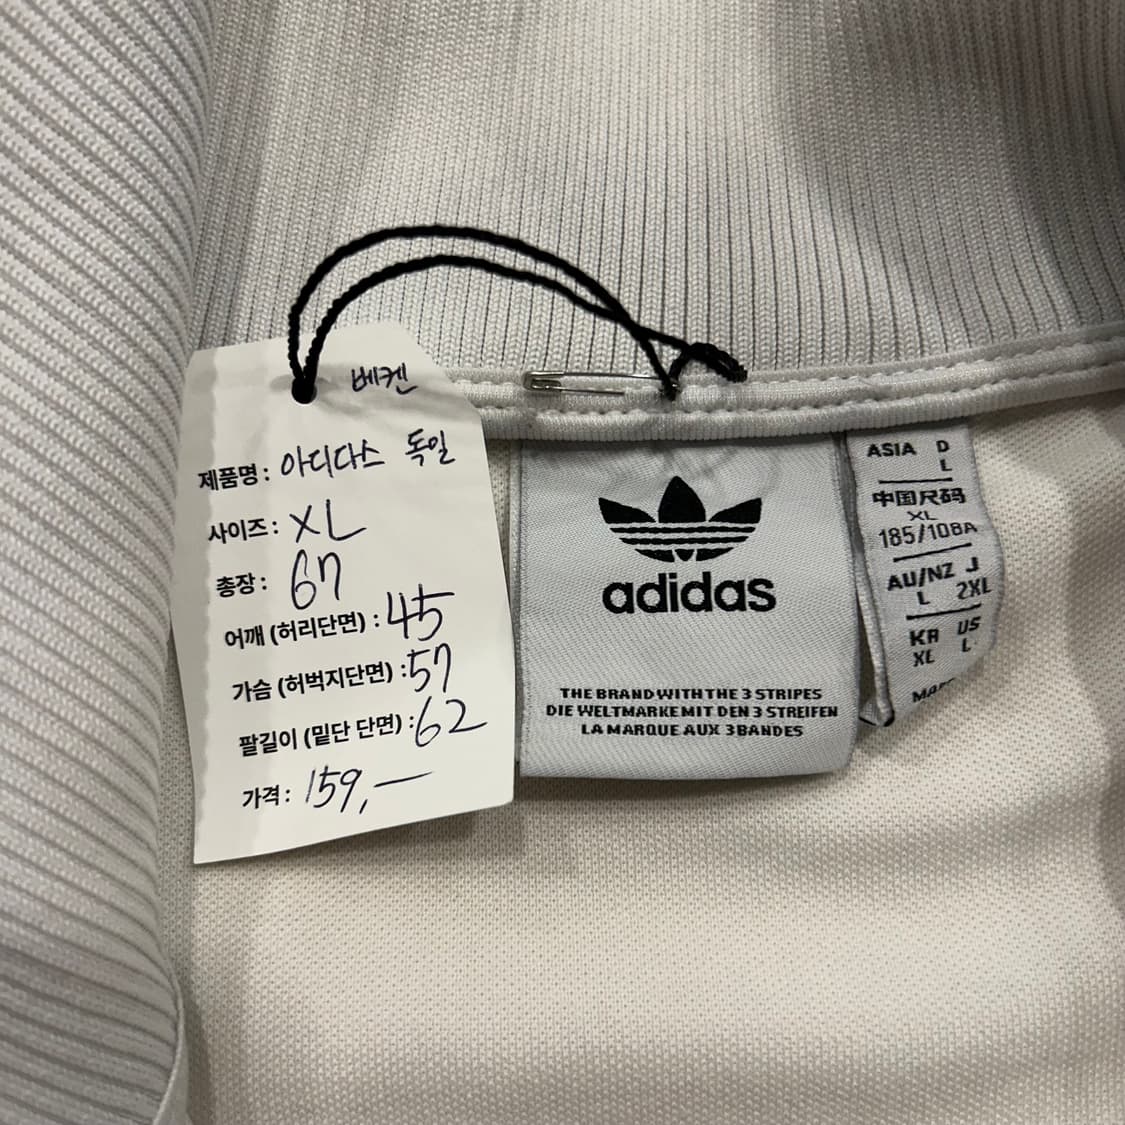 베켄
제품명: 아디다스 독일
사이즈: XL
총장: 67
어깨 (허리단면) : 45
가슴 (허벅지단면) : 57
팔길이 (밑단 단면) : 62
가격: 159,—
adidas
THE BRAND WITH THE 3 STRIPES
DIE WELTMARKE MIT DEN 3 STREIFEN
LA MARQUE AUX 3 BANDES
ASIA D
L
中国尺码
XL
185/108A
AU/NZ J
L 2XL
KR US
XL L